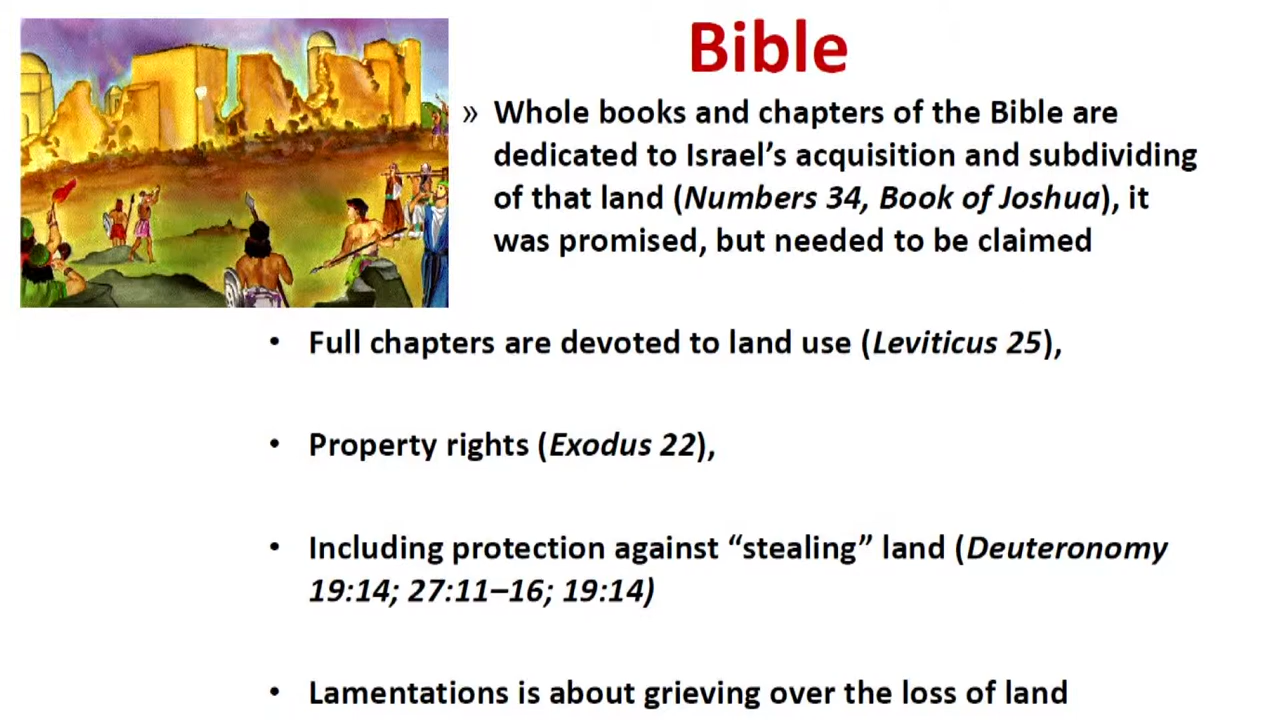 Bible
» Whole books and chapters of the Bible are
dedicated to Israel’s acquisition and subdividing
of that land (Numbers 34, Book of Joshua), it
was promised, but needed to be claimed
• Full chapters are devoted to land use (Leviticus 25),
• Property rights (Exodus 22),
• Including protection against “stealing” land (Deuteronomy
19:14; 27:11–16; 19:14)
• Lamentations is about grieving over the loss of land